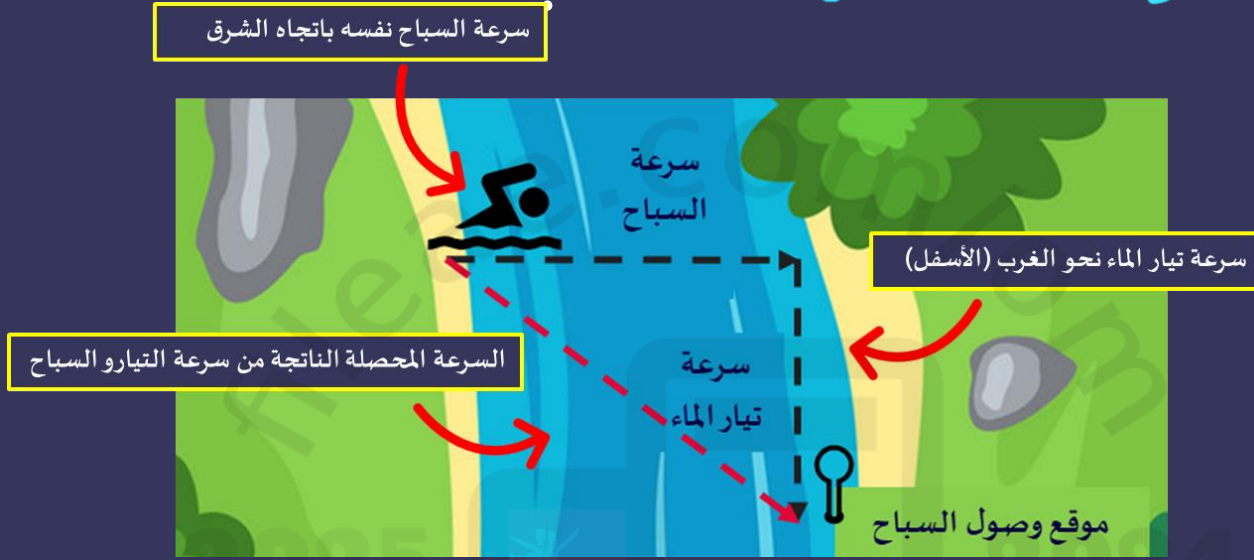 سرعة السباح نفسه باتجاه الشرق
سرعة
السباح
سرعة تيار الماء نحو الغرب (الأسفل)
السرعة المحصلة الناتجة من سرعة التيارو السباح
سرعة
تيار الماء
موقع وصول السباح